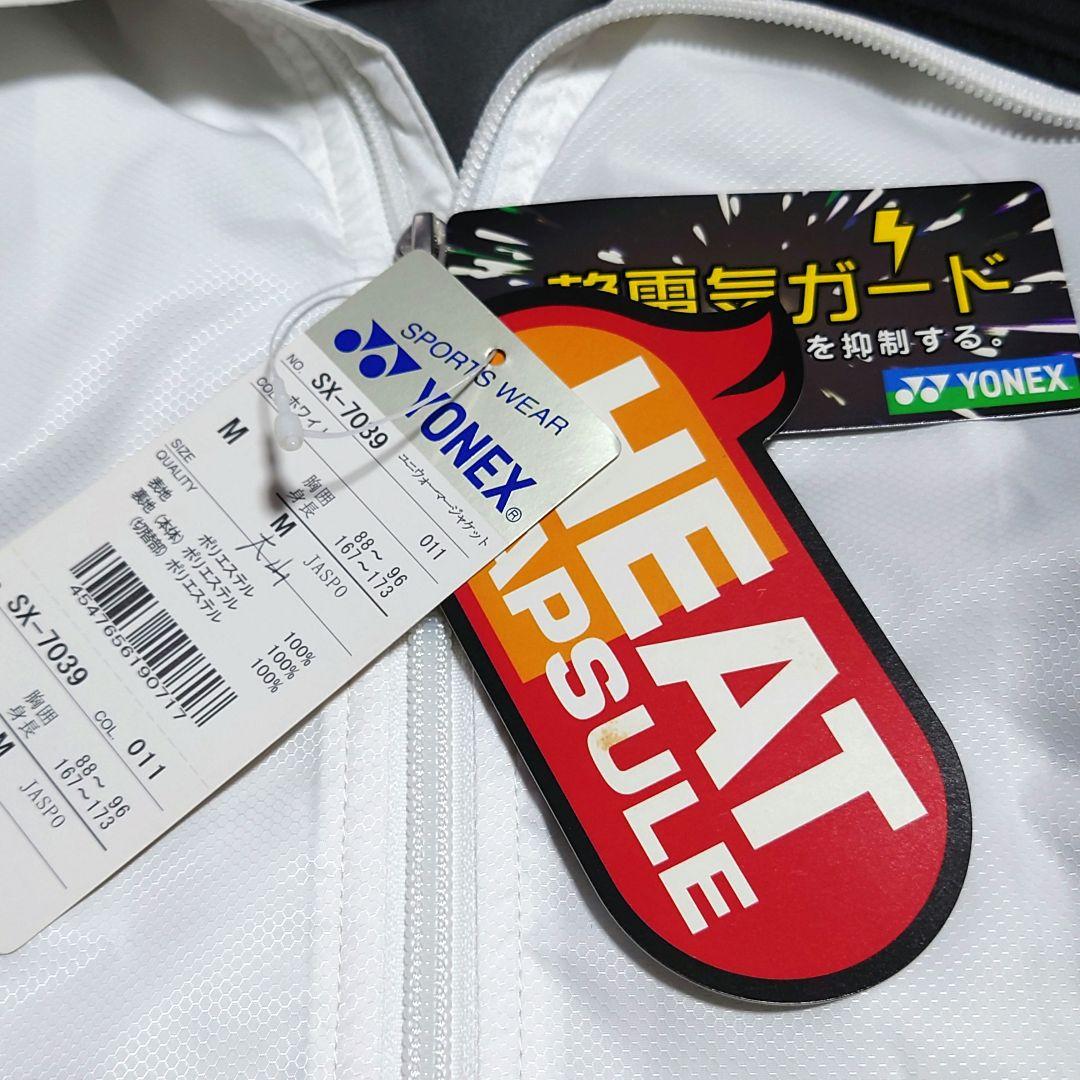 静電気ガード
を抑制する。
YONEX
HEAT
CAPSULE
SPORTS WEAR
YONEX®
NO. SX-7039 ユニウォーマージャケット
COL ホワイト 011
M
胸囲 88~96
身長 167~173
SIZE M JASPO
QUALITY
表地 ポリエステル 100%
裏地 (本体) ポリエステル 100%
(切替部) ポリエステル 100%
4547656190717
SX-7039 COL 011
胸囲 88~96
身長 167~173
M JASPO